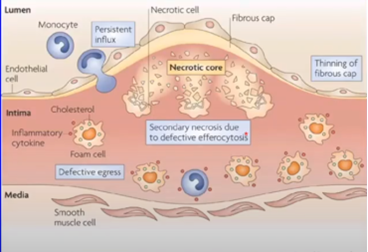 Lumen
Necrotic cell
Monocyte
Persistent
influx
Fibrous cap
Endothelial
cell
Necrotic core
Thinning of
fibrous cap
Intima
Cholesterol
Inflammatory
cytokine
Secondary necrosis due
to defective efferocytosis
Foam cell
Defective egress
Media
Smooth
muscle cell